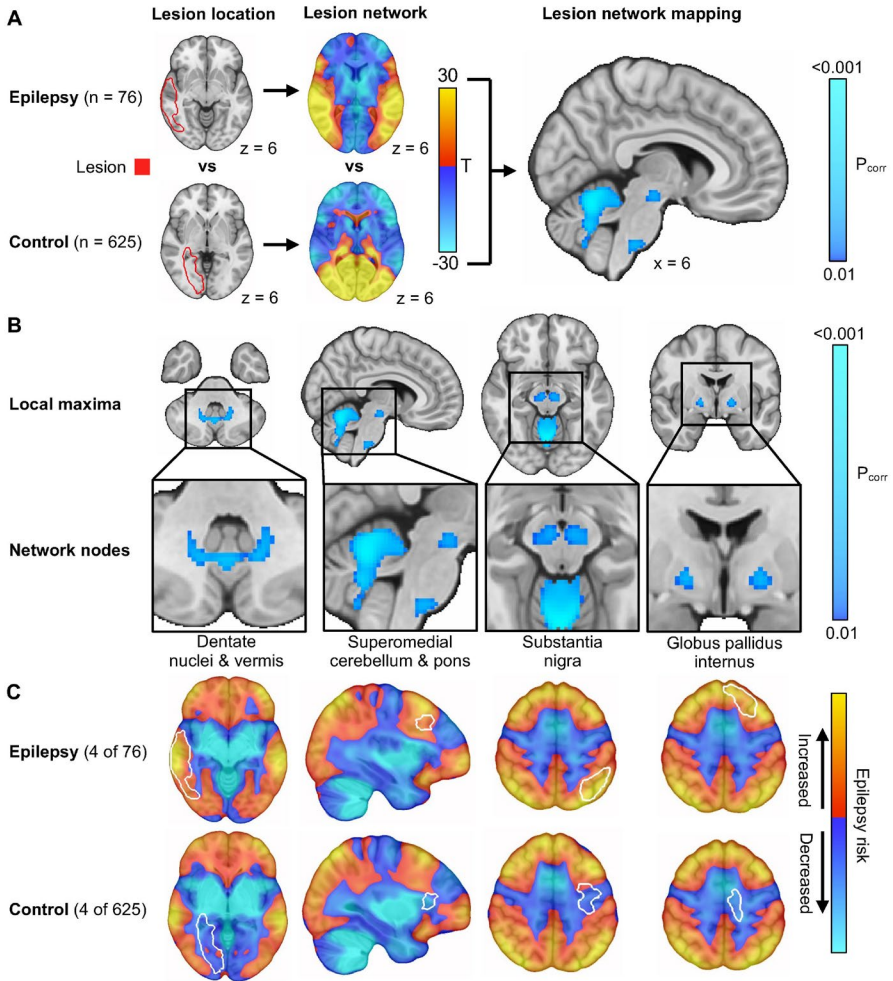 A
Lesion location
Lesion network
Lesion network mapping
Epilepsy (n = 76)
z = 6
z = 6
Lesion
vs
vs
Control (n = 625)
z = 6
z = 6
30
T
-30
x = 6
<0.001
P corr
0.01
B
Local maxima
Network nodes
Dentate
nuclei & vermis
Superomedial
cerebellum & pons
Substantia
nigra
Globus pallidus
internus
<0.001
P corr
0.01
C
Epilepsy (4 of 76)
Control (4 of 625)
Increased
Decreased
Epilepsy risk